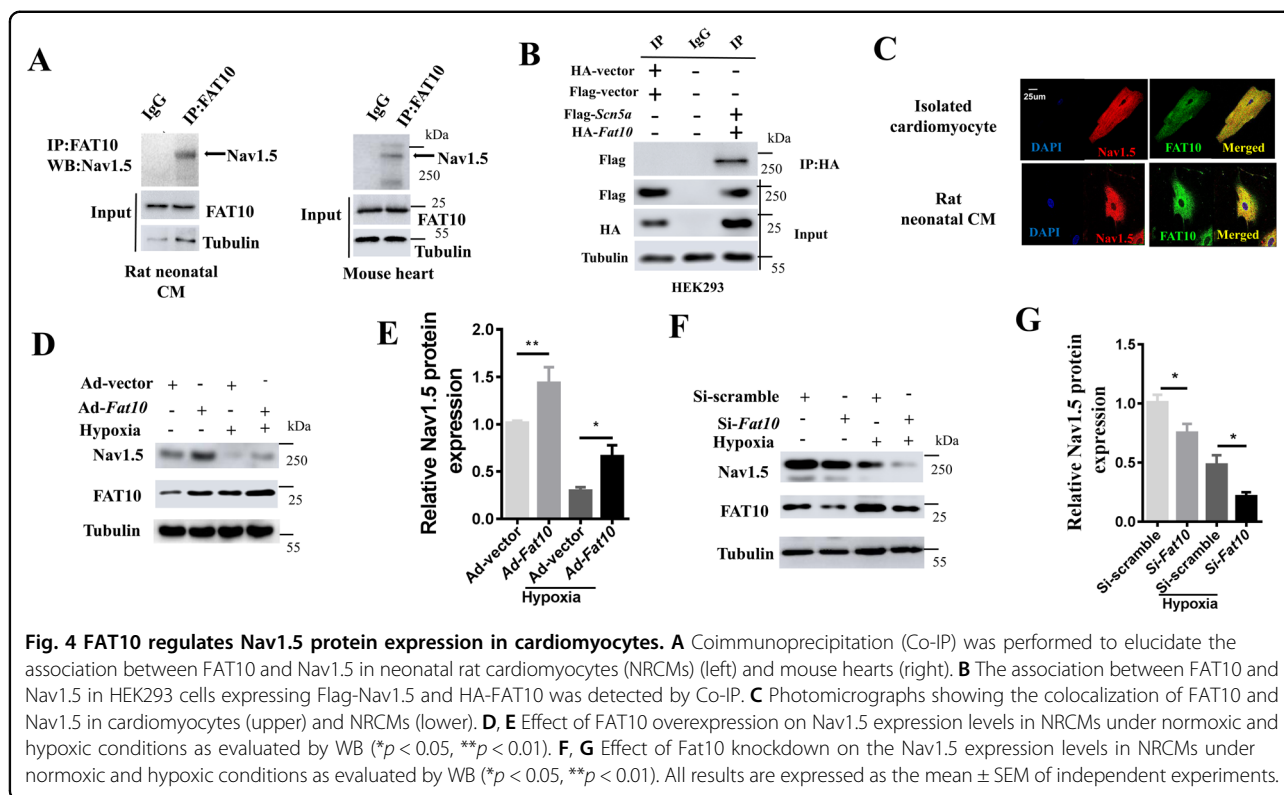 A
IgG
IP:FAT10
IP:FAT10
WB:Nav1.5
Nav1.5
Input
FAT10
Tubulin
Rat neonatal
CM
IgG
IP:FAT10
kDa
Nav1.5
250
Input
25
FAT10
55
Tubulin
Mouse heart
B
IP IgG IP
HA-vector + - -
Flag-vector + - -
Flag-Scn5a - - +
HA-Fat10 - - +
kDa
Flag 250 IP:HA
Flag 250
HA 25 Input
Tubulin 55
HEK293
C
25um
Isolated
cardiomyocyte
DAPI Nav1.5 FAT10 Merged
Rat
neonatal CM
DAPI Nav1.5 FAT10 Merged
D
Ad-vector + - + -
Ad-Fat10 - + - +
Hypoxia - - + + kDa
Nav1.5 250
FAT10 25
Tubulin 55
E
Relative Nav1.5 protein
expression
2.0
1.5
1.0
0.5
0.0
**
*
Ad-vector Ad-Fat10 Ad-vector Ad-Fat10
Hypoxia
F
Si-scramble + - + -
Si-Fat10 - + - +
Hypoxia - - + + kDa
Nav1.5 250
FAT10 25
Tubulin 55
G
Relative Nav1.5 protein
expression
1.5
1.0
0.5
0.0
*
*
Si-scramble Si-Fat10 Si-scramble Si-Fat10
Hypoxia
Fig. 4 FAT10 regulates Nav1.5 protein expression in cardiomyocytes. A Coimmunoprecipitation (Co-IP) was performed to elucidate the
association between FAT10 and Nav1.5 in neonatal rat cardiomyocytes (NRCMs) (left) and mouse hearts (right). B The association between FAT10 and
Nav1.5 in HEK293 cells expressing Flag-Nav1.5 and HA-FAT10 was detected by Co-IP. C Photomicrographs showing the colocalization of FAT10 and
Nav1.5 in cardiomyocytes (upper) and NRCMs (lower). D, E Effect of FAT10 overexpression on Nav1.5 expression levels in NRCMs under normoxic and
hypoxic conditions as evaluated by WB (*p < 0.05, **p < 0.01). F, G Effect of Fat10 knockdown on the Nav1.5 expression levels in NRCMs under
normoxic and hypoxic conditions as evaluated by WB (*p < 0.05, **p < 0.01). All results are expressed as the mean ± SEM of independent experiments.